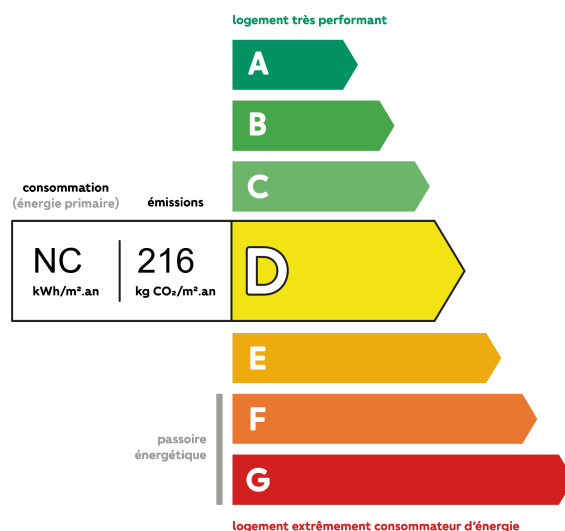 logement très performant
A
B
C
consommation
(énergie primaire) émissions
NC 216 D
kWh/m².an kg CO₂/m².an
E
F
passoire
énergétique
G
logement extrêmement consommateur d'énergie